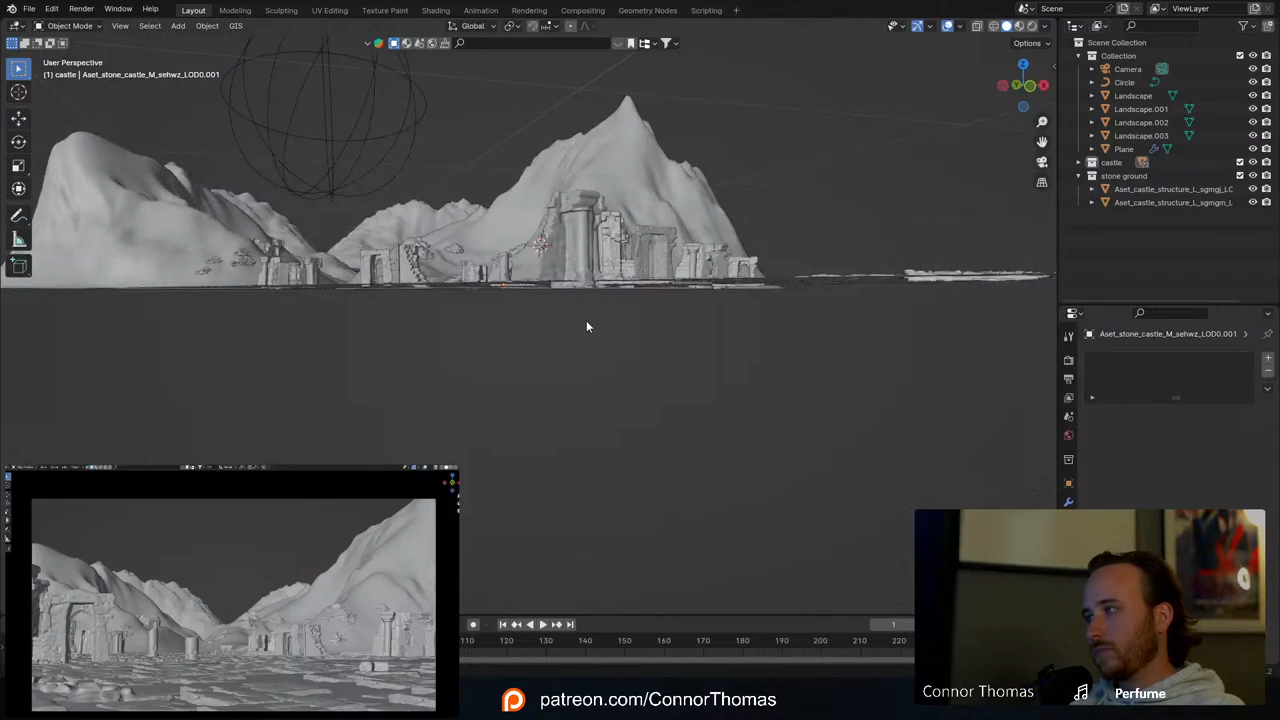 File Edit Render Window Help Layout Modeling Sculpting UV Editing Texture Paint Shading Animation Rendering Compositing Geometry Nodes Scripting + Scene ViewLayer
Object Mode View Select Add Object GIS Global
Options
User Perspective
(1) castle | Aset_stone_castle_M_sehwz_LOD0.001
Z
Y
X
Scene Collection
Collection
Camera
Circle
Landscape
Landscape.001
Landscape.002
Landscape.003
Plane
castle
stone ground
Aset_castle_structure_L_sgmgj_LC
Aset_castle_structure_L_sgmgm_L
Aset_stone_castle_M_sehwz_LOD0.001
1
110 120 130 140 150 160 170 180 190 200 210 220
Connor Thomas Perfume
patreon.com/ConnorThomas